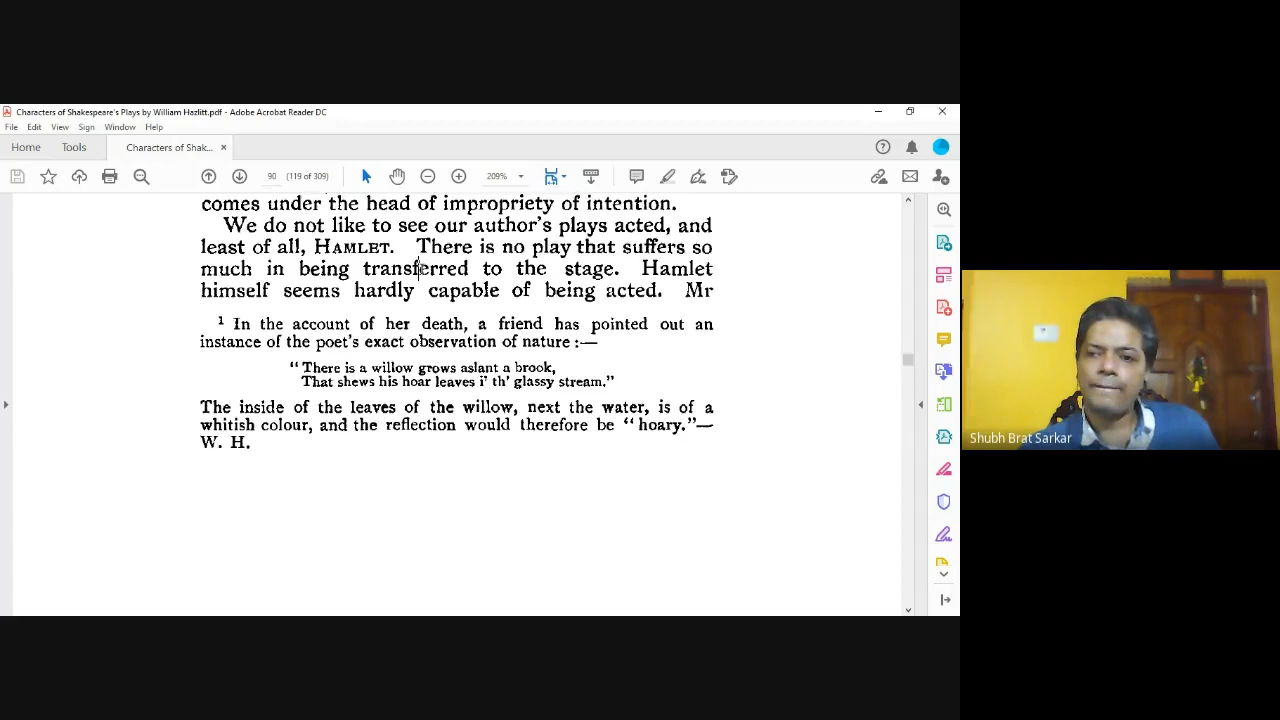 Characters of Shakespeare's Plays by William Hazlitt.pdf - Adobe Acrobat Reader DC
File Edit View Sign Window Help
Home Tools Characters of Shak... ×
90 (119 of 309) 209%
comes under the head of impropriety of intention.
We do not like to see our author's plays acted, and
least of all, HAMLET. There is no play that suffers so
much in being transferred to the stage. Hamlet
himself seems hardly capable of being acted. Mr
1 In the account of her death, a friend has pointed out an
instance of the poet's exact observation of nature :—
"There is a willow grows aslant a brook,
That shews his hoar leaves i' th' glassy stream."
The inside of the leaves of the willow, next the water, is of a
whitish colour, and the reflection would therefore be "hoary."—
W. H.
Shubh Brat Sarkar